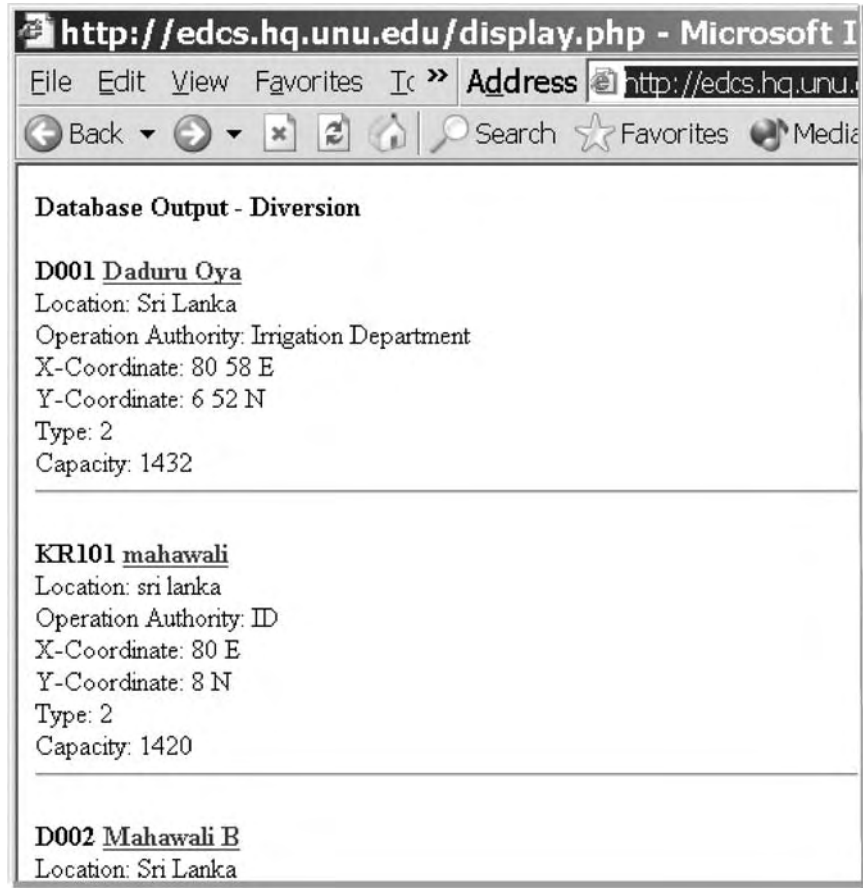 http://edcs.hq.unu.edu/display.php - Microsoft I
File Edit View Favorites To » Address http://edcs.hq.unu.
Back Search Favorites Media
Database Output - Diversion
D001 Daduru Oya
Location: Sri Lanka
Operation Authority: Irrigation Department
X-Coordinate: 80 58 E
Y-Coordinate: 6 52 N
Type: 2
Capacity: 1432
KR101 mahawali
Location: sri lanka
Operation Authority: ID
X-Coordinate: 80 E
Y-Coordinate: 8 N
Type: 2
Capacity: 1420
D002 Mahawali B
Location: Sri Lanka